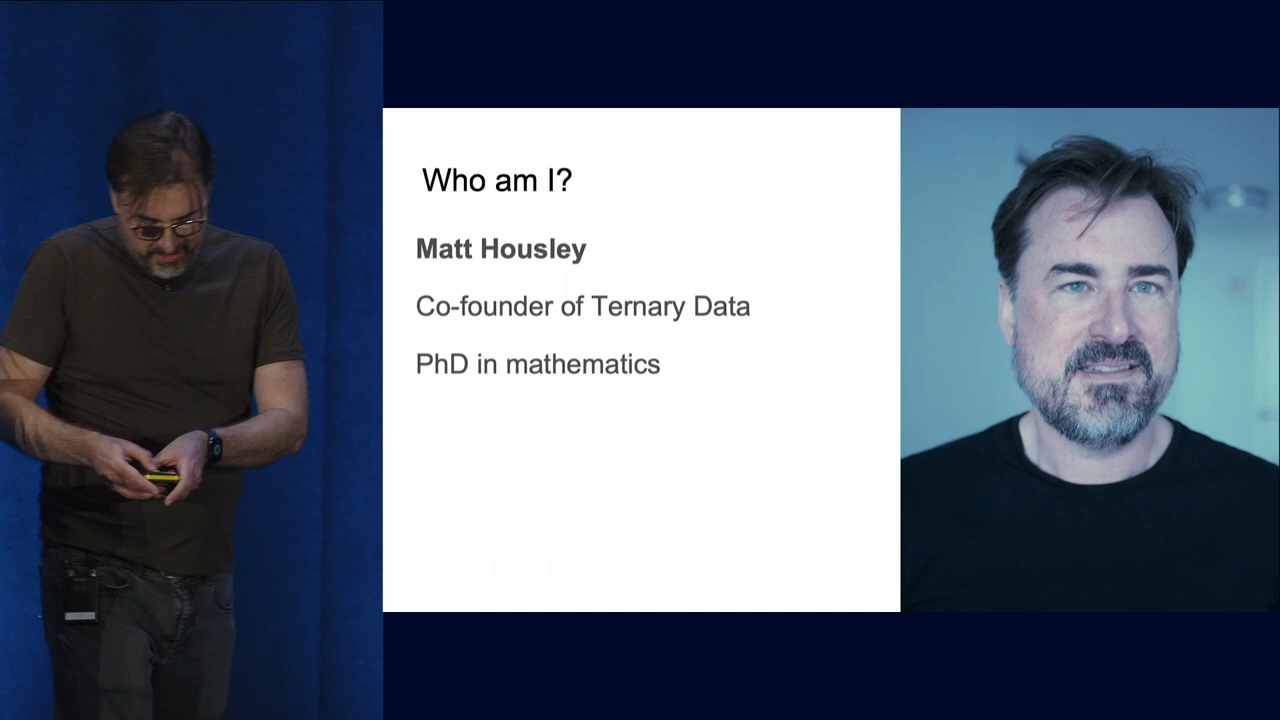 Who am I?
Matt Housley
Co-founder of Ternary Data
PhD in mathematics